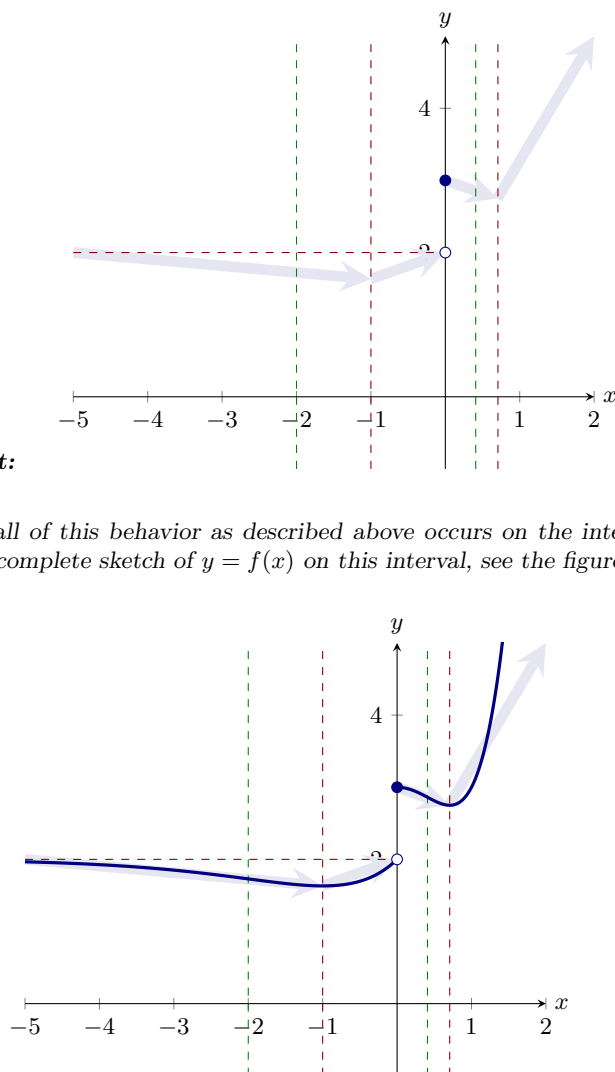 y
4
2
−5 −4 −3 −2 −1 1 2 x
t:
all of this behavior as described above occurs on the inte
complete sketch of y = f(x) on this interval, see the figure
y
4
2
−5 −4 −3 −2 −1 1 2 x